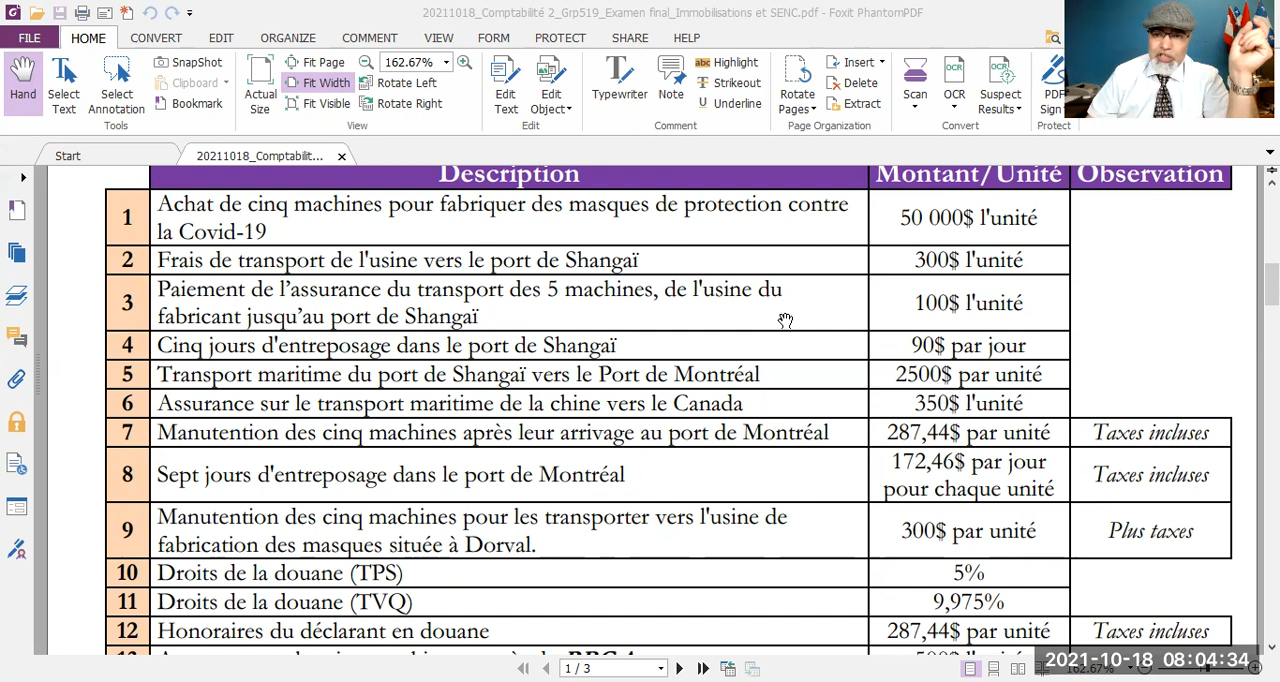 20211018_Comptabilité 2_Grp519_Examen final_Immobilisations et SENC.pdf - Foxit PhantomPDF
FILE HOME CONVERT EDIT ORGANIZE COMMENT VIEW FORM PROTECT SHARE HELP
Hand
Select Text
Select Annotation
SnapShot
Clipboard
Bookmark
Tools
Actual Size
Fit Page
Fit Width
Fit Visible
162.67%
Rotate Left
Rotate Right
View
Edit Text
Edit Object
Edit
Typewriter
Note
Highlight
Strikeout
Underline
Comment
Rotate Pages
Insert
Delete
Extract
Page Organization
Scan
OCR
Suspect Results
Convert
PDF Sign
Protect
Start
20211018_Comptabilit...
Description Montant/Unité Observation
1 Achat de cinq machines pour fabriquer des masques de protection contre
la Covid-19 50 000$ l'unité
2 Frais de transport de l'usine vers le port de Shangaï 300$ l'unité
3 Paiement de l’assurance du transport des 5 machines, de l'usine du
fabricant jusqu’au port de Shangaï 100$ l'unité
4 Cinq jours d'entreposage dans le port de Shangaï 90$ par jour
5 Transport maritime du port de Shangaï vers le Port de Montréal 2500$ par unité
6 Assurance sur le transport maritime de la chine vers le Canada 350$ l'unité
7 Manutention des cinq machines après leur arrivage au port de Montréal 287,44$ par unité Taxes incluses
8 Sept jours d'entreposage dans le port de Montréal 172,46$ par jour
pour chaque unité Taxes incluses
9 Manutention des cinq machines pour les transporter vers l'usine de
fabrication des masques située à Dorval. 300$ par unité Plus taxes
10 Droits de la douane (TPS) 5%
11 Droits de la douane (TVQ) 9,975%
12 Honoraires du déclarant en douane 287,44$ par unité Taxes incluses
1 / 3
2021-10-18 08:04:34